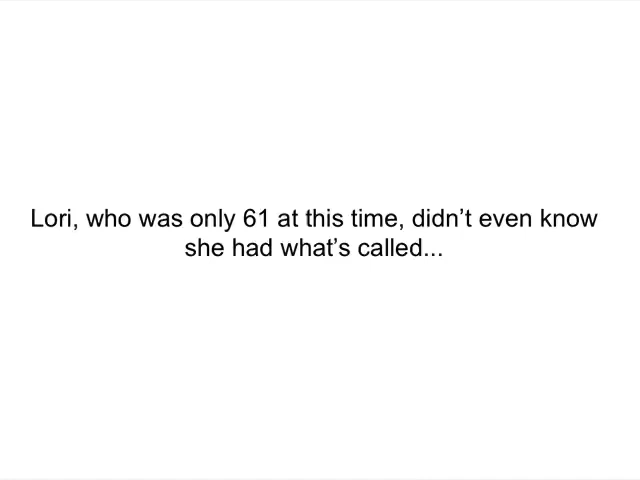 Lori, who was only 61 at this time, didn’t even know
she had what’s called...